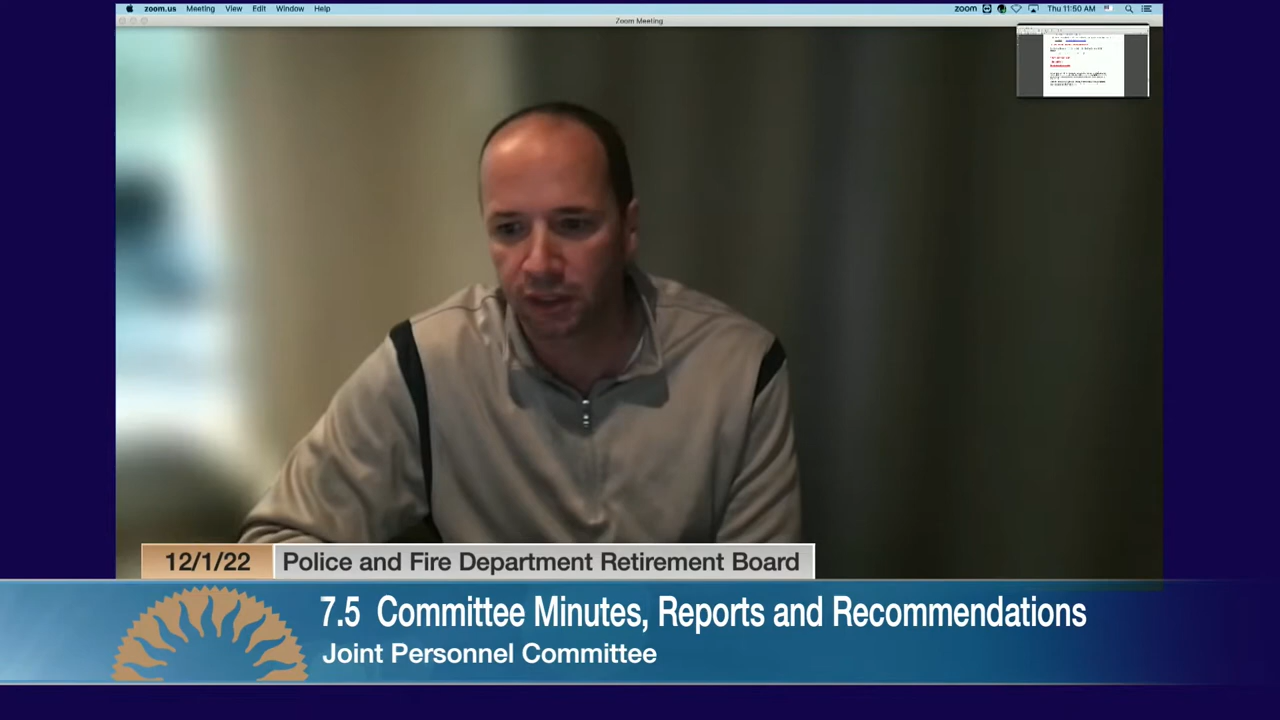 zoom.us Meeting View Edit Window Help
zoom Thu 11:50 AM
Zoom Meeting
12/1/22 Police and Fire Department Retirement Board
7.5 Committee Minutes, Reports and Recommendations
Joint Personnel Committee